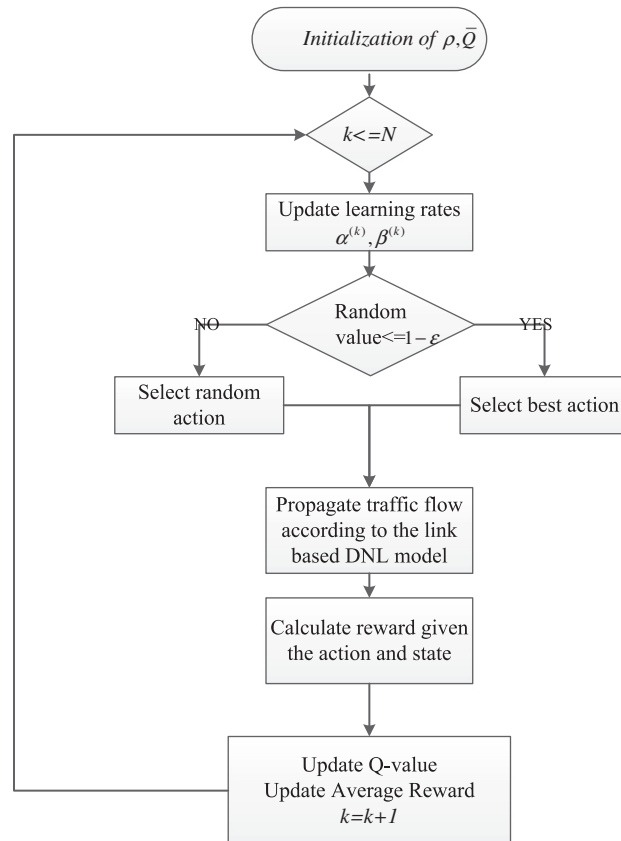 Initialization of ρ, Q̄
k<=N
Update learning rates
α^(k), β^(k)
Random
value<=1−ε
NO
YES
Select random
action
Select best action
Propagate traffic flow
according to the link
based DNL model
Calculate reward given
the action and state
Update Q-value
Update Average Reward
k=k+1